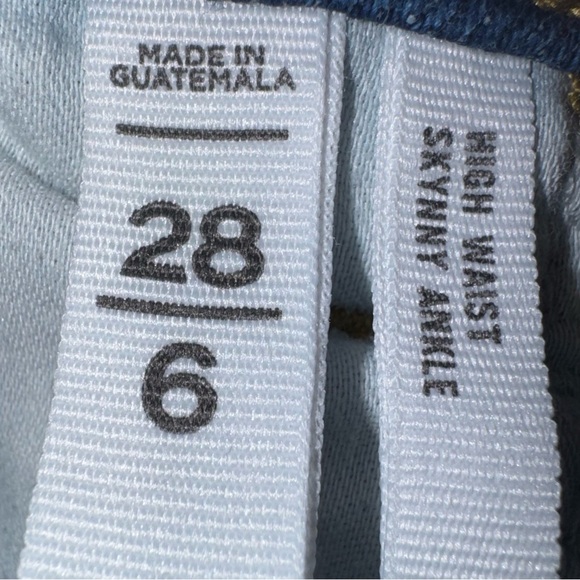 MADE IN
GUATEMALA
28
6
HIGH WAIST
SKYNNY ANKLE